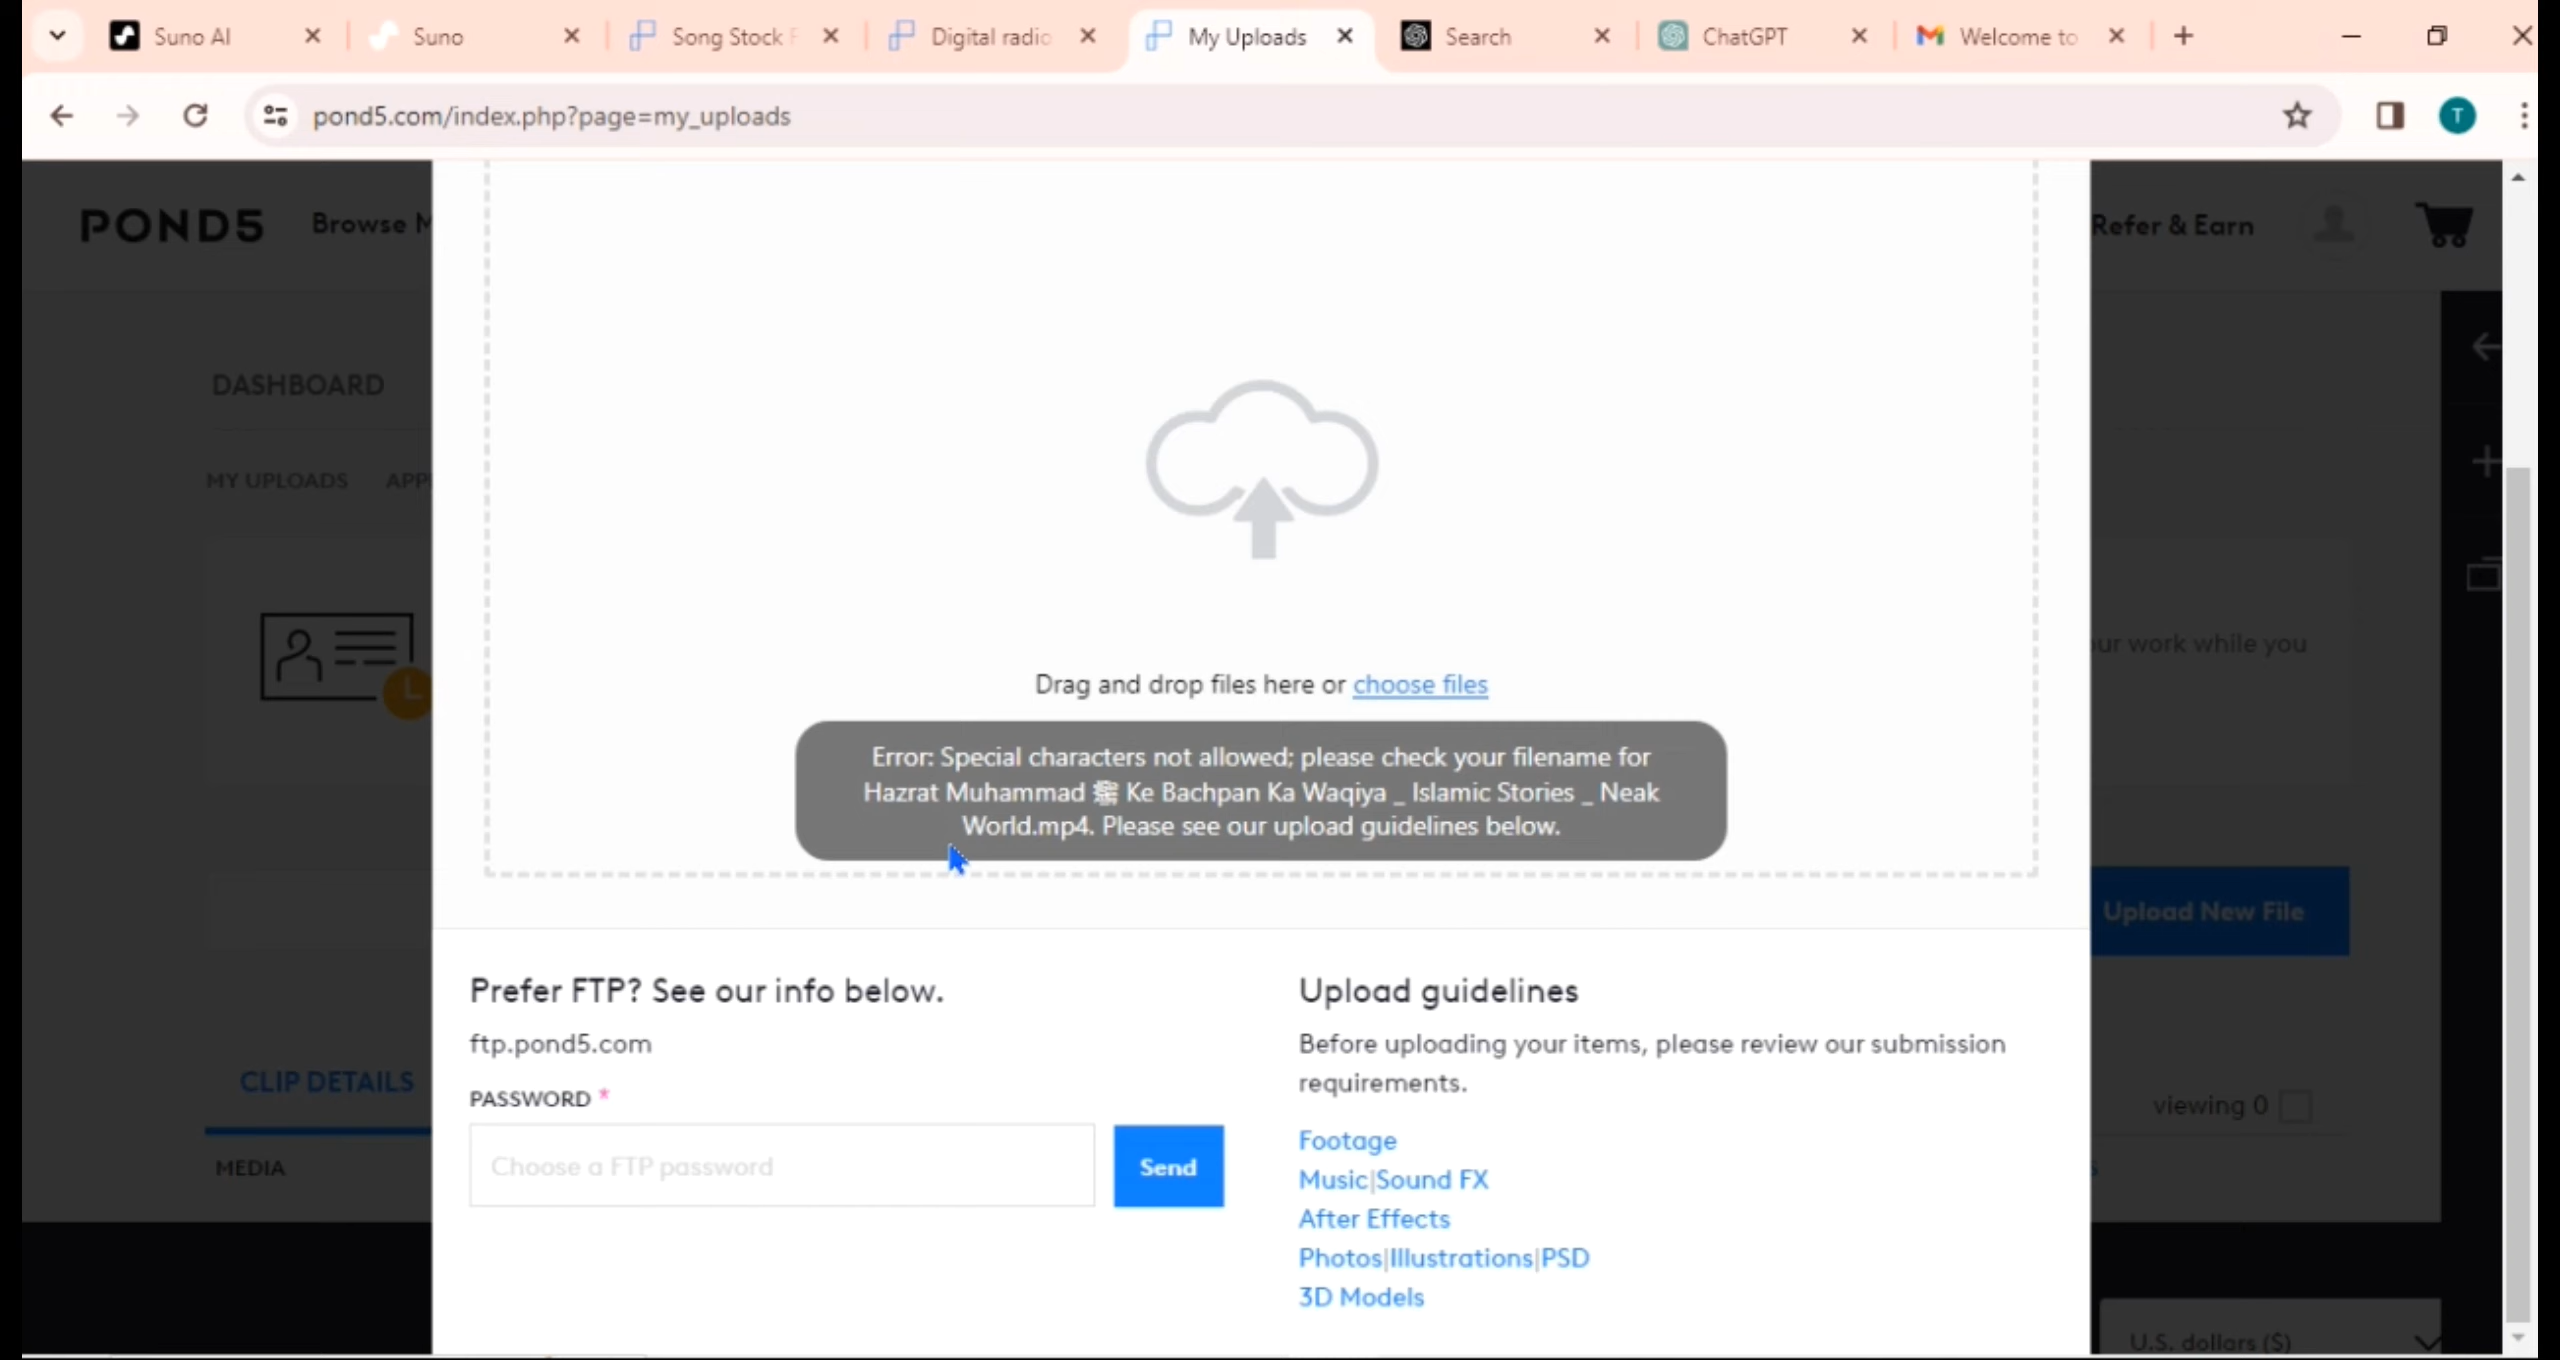 Suno AI
Suno
Song Stock F
Digital radio
My Uploads
Search
ChatGPT
Welcome to
pond5.com/index.php?page=my_uploads
T
POND5
Browse M
Refer & Earn
DASHBOARD
MY UPLOADS APP
our work while you
Drag and drop files here or choose files
Error: Special characters not allowed; please check your filename for
Hazrat Muhammad ﷺ Ke Bachpan Ka Waqiya _ Islamic Stories _ Neak
World.mp4. Please see our upload guidelines below.
Upload New File
Prefer FTP? See our info below.
ftp.pond5.com
PASSWORD *
Choose a FTP password
Send
Upload guidelines
Before uploading your items, please review our submission
requirements.
Footage
Music|Sound FX
After Effects
Photos|Illustrations|PSD
3D Models
CLIP DETAILS
viewing 0
MEDIA
U.S. dollars ($)